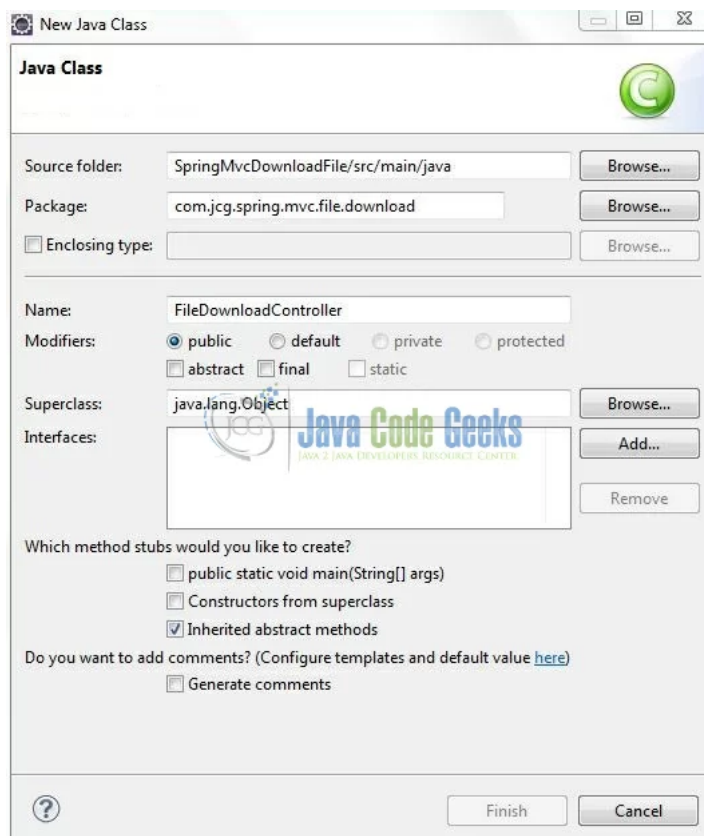 New Java Class
Java Class
Source folder: SpringMvcDownloadFile/src/main/java Browse...
Package: com.jcg.spring.mvc.file.download Browse...
Enclosing type: Browse...
Name: FileDownloadController
Modifiers: public default private protected
abstract final static
Superclass: java.lang.Object Browse...
JCG Java Code Geeks
JAVA 2 JAVA DEVELOPERS RESOURCE CENTER
Interfaces: Add...
Remove
Which method stubs would you like to create?
public static void main(String[] args)
Constructors from superclass
Inherited abstract methods
Do you want to add comments? (Configure templates and default value here)
Generate comments
Finish Cancel